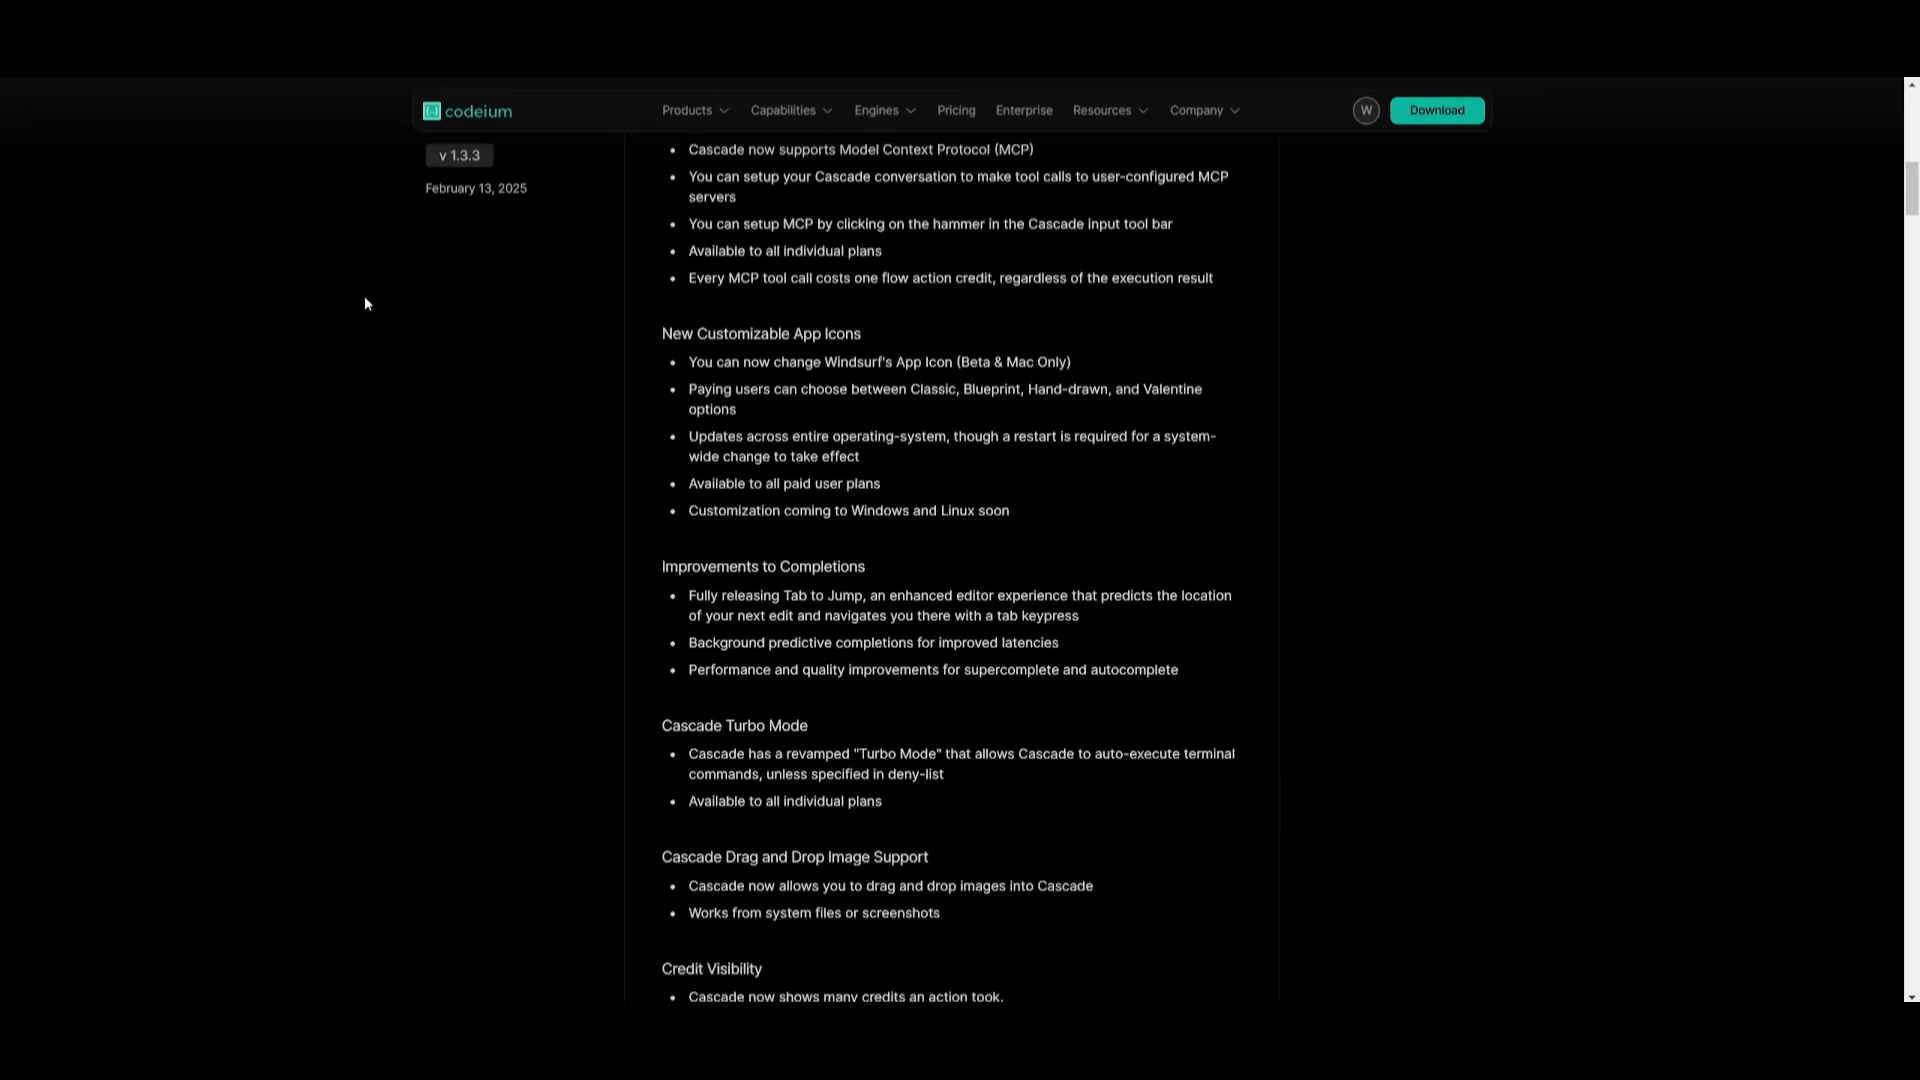 codeium
Products
Capabilities
Engines
Pricing
Enterprise
Resources
Company
W
Download
v 1.3.3
February 13, 2025
Cascade now supports Model Context Protocol (MCP)
You can setup your Cascade conversation to make tool calls to user-configured MCP
servers
You can setup MCP by clicking on the hammer in the Cascade input tool bar
Available to all individual plans
Every MCP tool call costs one flow action credit, regardless of the execution result
New Customizable App Icons
You can now change Windsurf's App Icon (Beta & Mac Only)
Paying users can choose between Classic, Blueprint, Hand-drawn, and Valentine
options
Updates across entire operating-system, though a restart is required for a system-
wide change to take effect
Available to all paid user plans
Customization coming to Windows and Linux soon
Improvements to Completions
Fully releasing Tab to Jump, an enhanced editor experience that predicts the location
of your next edit and navigates you there with a tab keypress
Background predictive completions for improved latencies
Performance and quality improvements for supercomplete and autocomplete
Cascade Turbo Mode
Cascade has a revamped "Turbo Mode" that allows Cascade to auto-execute terminal
commands, unless specified in deny-list
Available to all individual plans
Cascade Drag and Drop Image Support
Cascade now allows you to drag and drop images into Cascade
Works from system files or screenshots
Credit Visibility
Cascade now shows many credits an action took.